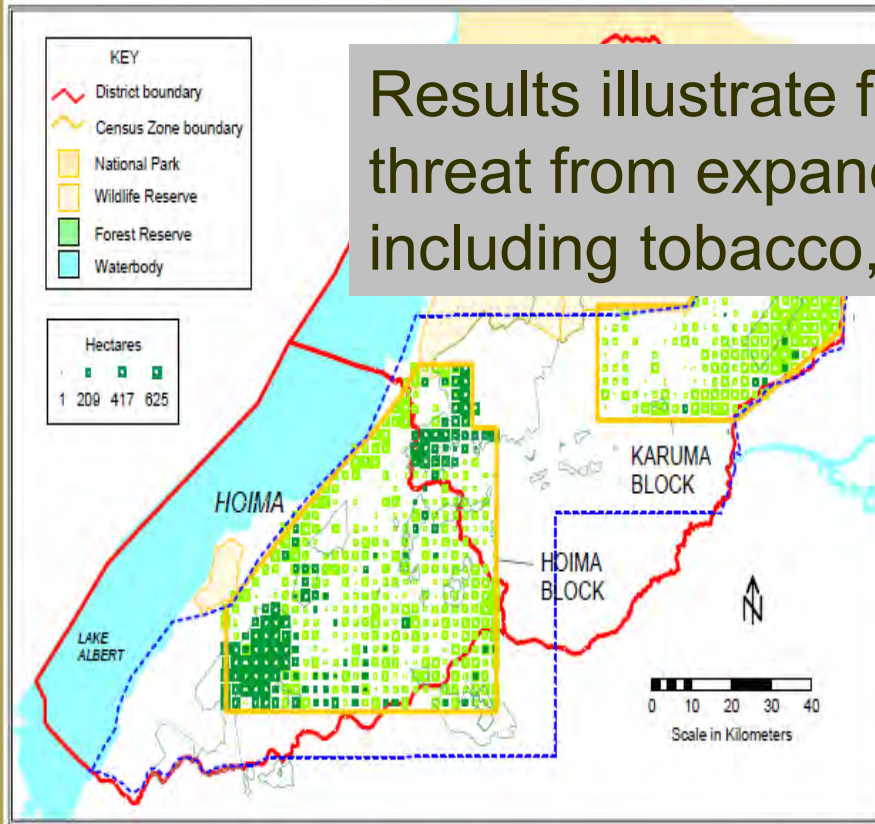 KEY
District boundary
Census Zone boundary
National Park
Wildlife Reserve
Forest Reserve
Waterbody
Results illustrate
threat from
including tobacco,
Hectares
1 209 417 625
HOIMA
KARUMA
BLOCK
HOIMA
BLOCK
LAKE
ALBERT
N
0 5 10 20 30 40
Scale in Kilometers